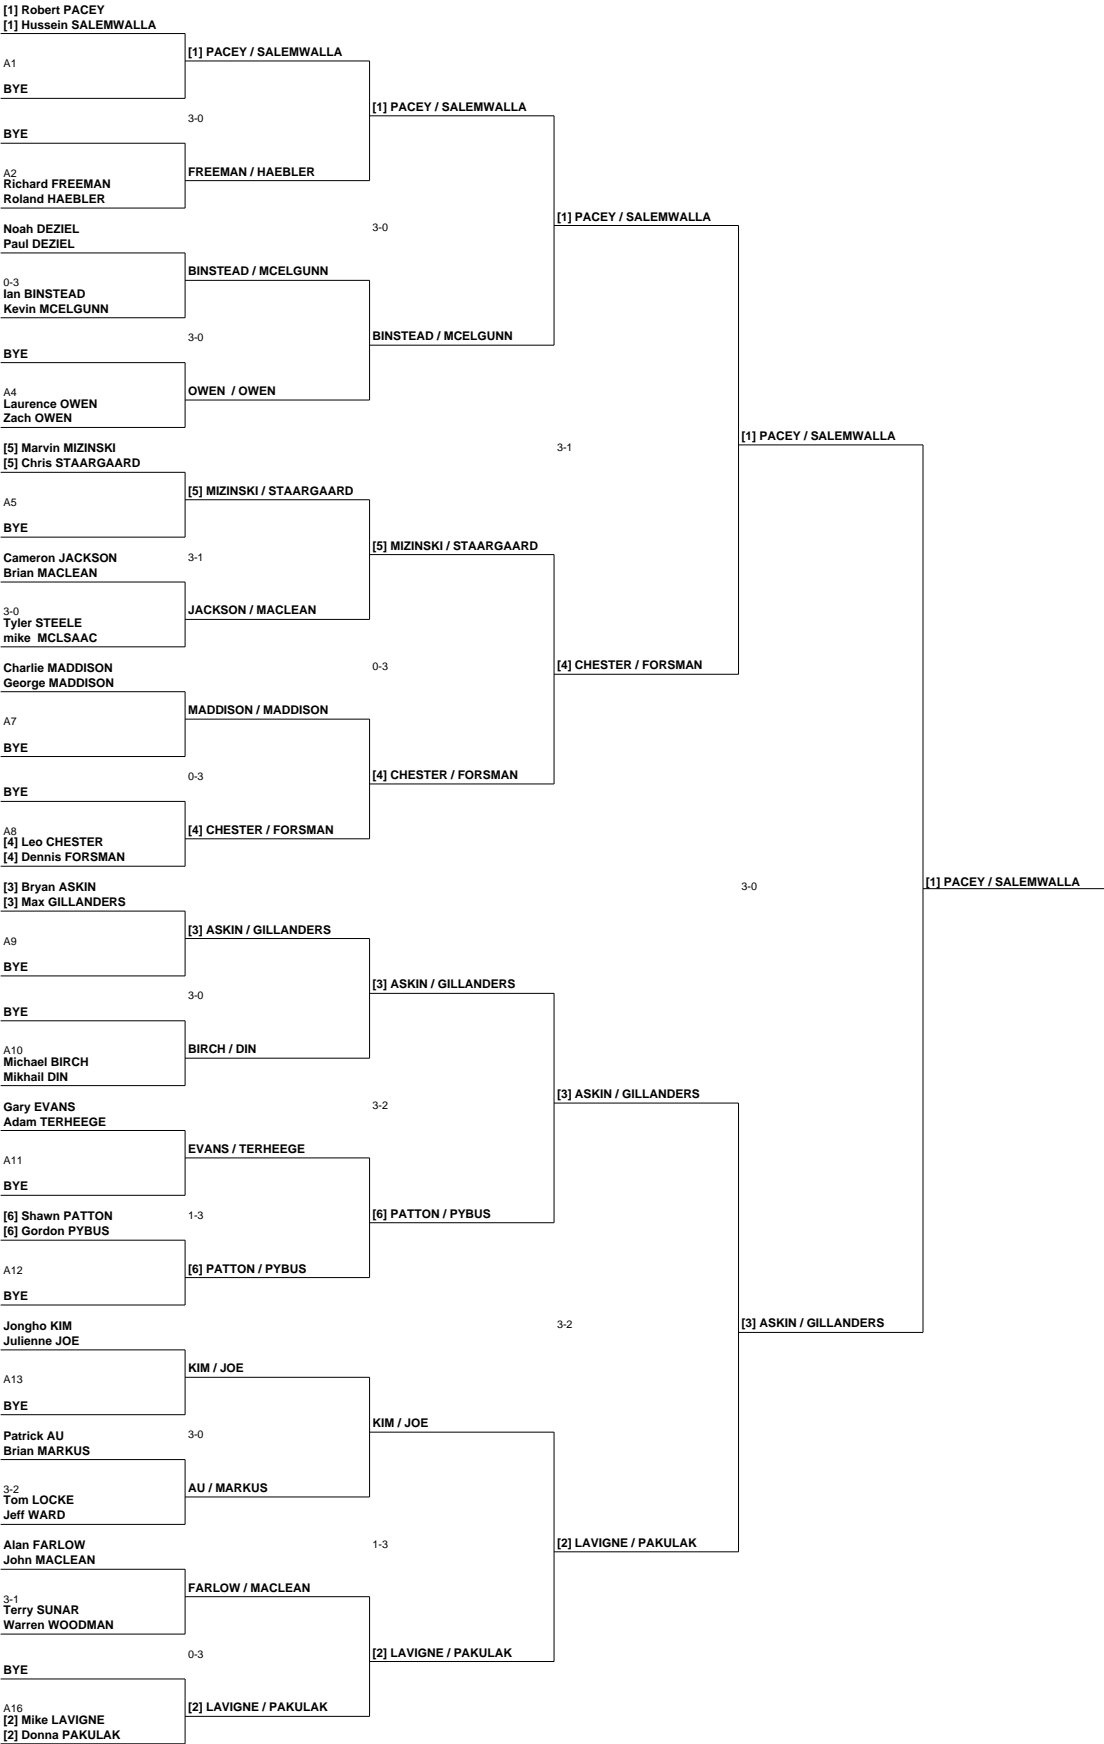 [1] Robert PACEY
[1] Hussein SALEMWALLA
[1] PACEY / SALEMWALLA
A1
BYE
[1] PACEY / SALEMWALLA
3-0
BYE
A2
FREEMAN / HAEBLER
Richard FREEMAN
Roland HAEBLER
[1] PACEY / SALEMWALLA
Noah DEZIEL
3-0
Paul DEZIEL
BINSTEAD / MCELGUNN
0-3
Ian BINSTEAD
Kevin MCELGUNN
3-0
BINSTEAD / MCELGUNN
BYE
A4
OWEN  / OWEN
Laurence OWEN
Zach OWEN
[1] PACEY / SALEMWALLA
[5] Marvin MIZINSKI
3-1
[5] Chris STAARGAARD
[5] MIZINSKI / STAARGAARD
A5
BYE
[5] MIZINSKI / STAARGAARD
Cameron JACKSON
3-1
Brian MACLEAN
3-0
JACKSON / MACLEAN
Tyler STEELE
mike  MCLSAAC
Charlie MADDISON
0-3
[4] CHESTER / FORSMAN
George MADDISON
MADDISON / MADDISON
A7
BYE
0-3
[4] CHESTER / FORSMAN
BYE
A8
[4] CHESTER / FORSMAN
[4] Leo CHESTER
[4] Dennis FORSMAN
[1] PACEY / SALEMWALLA
[3] Bryan ASKIN
3-0
[3] Max GILLANDERS
[3] ASKIN / GILLANDERS
A9
BYE
[3] ASKIN / GILLANDERS
3-0
BYE
A10
BIRCH / DIN
Michael BIRCH
Mikhail DIN
[3] ASKIN / GILLANDERS
Gary EVANS
3-2
Adam TERHEEGE
EVANS / TERHEEGE
A11
BYE
[6] Shawn PATTON
1-3
[6] PATTON / PYBUS
[6] Gordon PYBUS
A12
[6] PATTON / PYBUS
BYE
Jongho KIM
3-2
[3] ASKIN / GILLANDERS
Julienne JOE
KIM / JOE
A13
BYE
KIM / JOE
Patrick AU
3-0
Brian MARKUS
3-2
AU / MARKUS
Tom LOCKE
Jeff WARD
Alan FARLOW
1-3
[2] LAVIGNE / PAKULAK
John MACLEAN
FARLOW / MACLEAN
3-1
Terry SUNAR
Warren WOODMAN
0-3
[2] LAVIGNE / PAKULAK
BYE
A16
[2] LAVIGNE / PAKULAK
[2] Mike LAVIGNE
[2] Donna PAKULAK